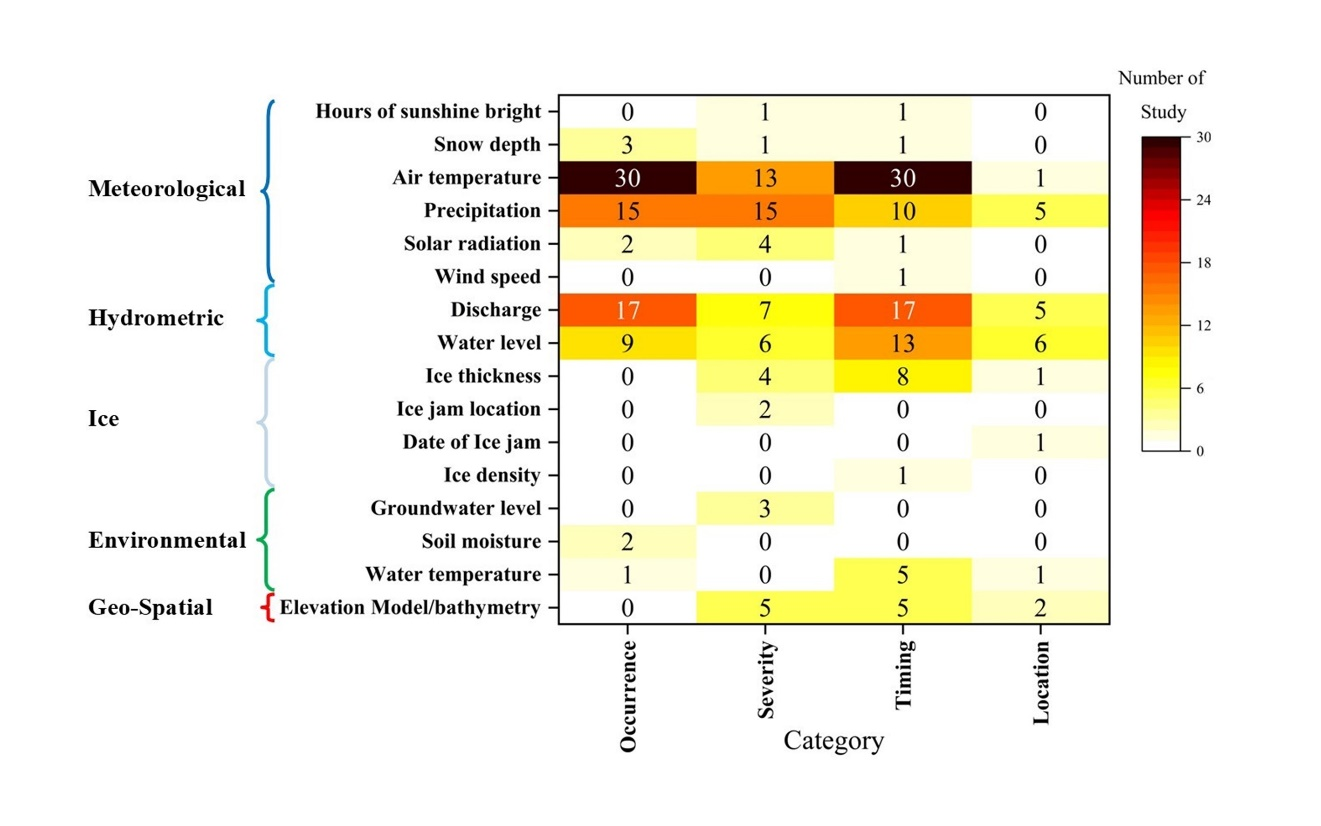 Number of
Study
30
24
18
12
6
0
Meteorological
Hydrometric
Ice
Environmental
Geo-Spatial
Hours of sunshine bright 0 1 1 0
Snow depth 3 1 1 0
Air temperature 30 13 30 1
Precipitation 15 15 10 5
Solar radiation 2 4 1 0
Wind speed 0 0 1 0
Discharge 17 7 17 5
Water level 9 6 13 6
Ice thickness 0 4 8 1
Ice jam location 0 2 0 0
Date of Ice jam 0 0 0 1
Ice density 0 0 1 0
Groundwater level 0 3 0 0
Soil moisture 2 0 0 0
Water temperature 1 0 5 1
Elevation Model/bathymetry 0 5 5 2
Occurrence
Severity
Timing
Location
Category